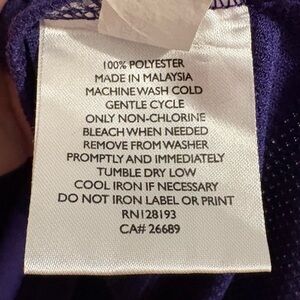 100% POLYESTER
MADE IN MALAYSIA
MACHINE WASH COLD
GENTLE CYCLE
ONLY NON-CHLORINE
BLEACH WHEN NEEDED
REMOVE FROM WASHER
PROMPTLY AND IMMEDIATELY
TUMBLE DRY LOW
COOL IRON IF NECESSARY
DO NOT IRON LABEL OR PRINT
RN128193
CA# 26689